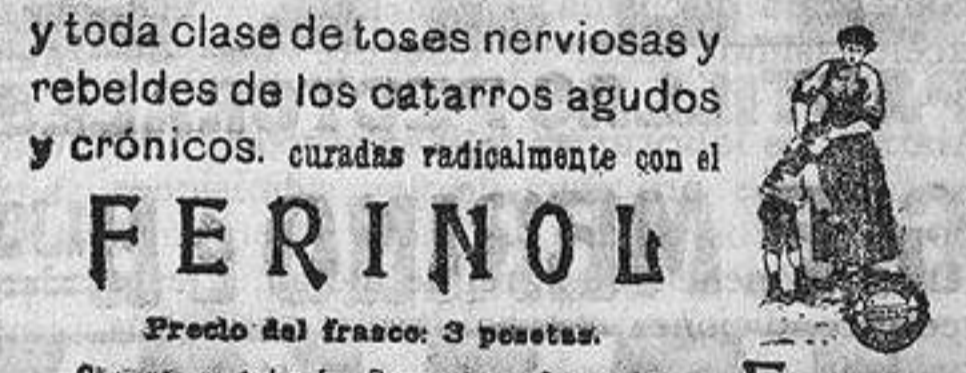 y toda clase de toses nerviosas y
rebeldes de los catarros agudos
y crónicos. curadas radicalmente con el
FERINOL
Precio del frasco: 3 pesetas.